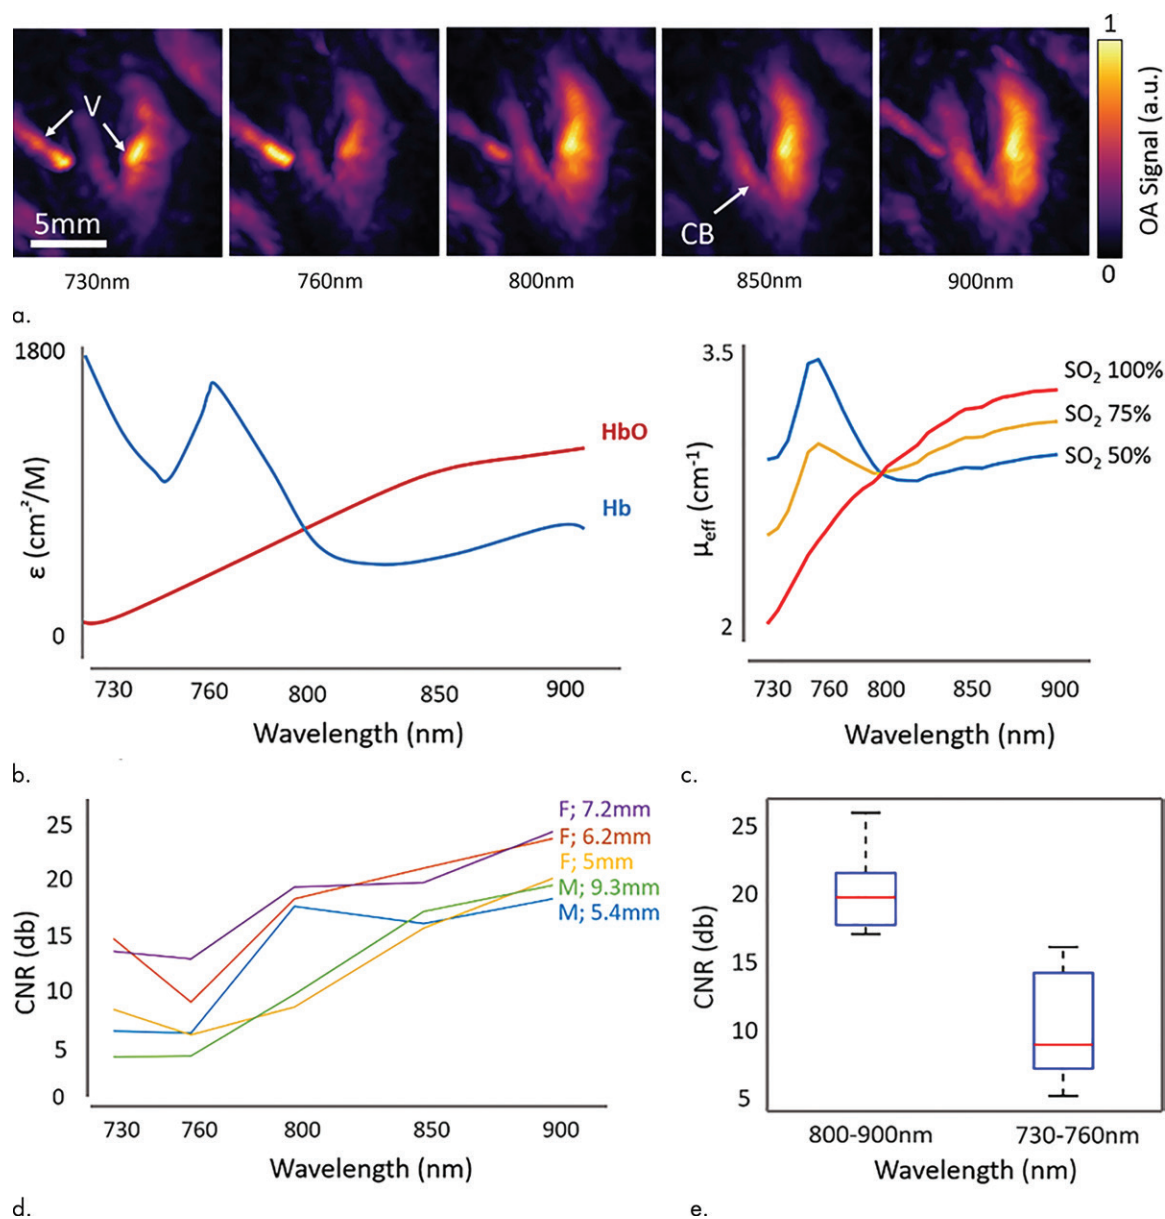 V
5mm
CB
1
0
OA Signal (a.u.)
730nm
760nm
800nm
850nm
900nm
a.
1800
0
ε (cm⁻²/M)
HbO
Hb
730
760
800
850
900
Wavelength (nm)
b.
3.5
2
μeff (cm⁻¹)
SO₂ 100%
SO₂ 75%
SO₂ 50%
730
760
800
850
900
Wavelength (nm)
c.
25
20
15
10
5
0
CNR (db)
F; 7.2mm
F; 6.2mm
F; 5mm
M; 9.3mm
M; 5.4mm
730
760
800
850
900
Wavelength (nm)
d.
25
20
15
10
5
CNR (db)
800-900nm
730-760nm
Wavelength (nm)
e.